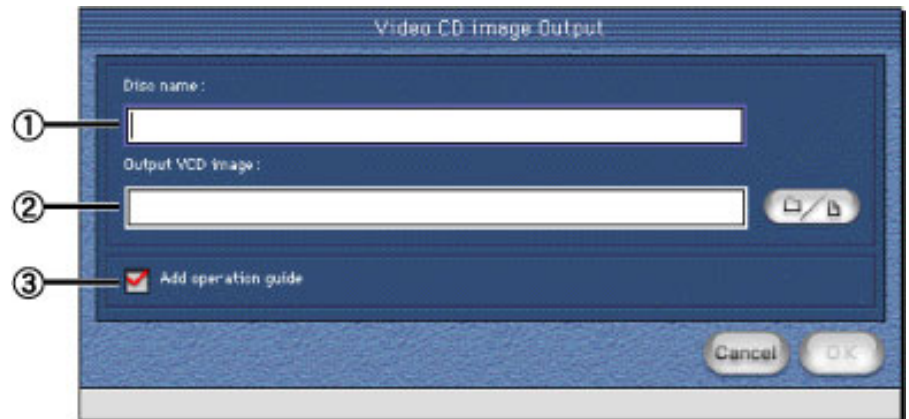 Video CD image Output
Disc name :
①
Output VCD image :
②
③ Add operation guide
Cancel OK